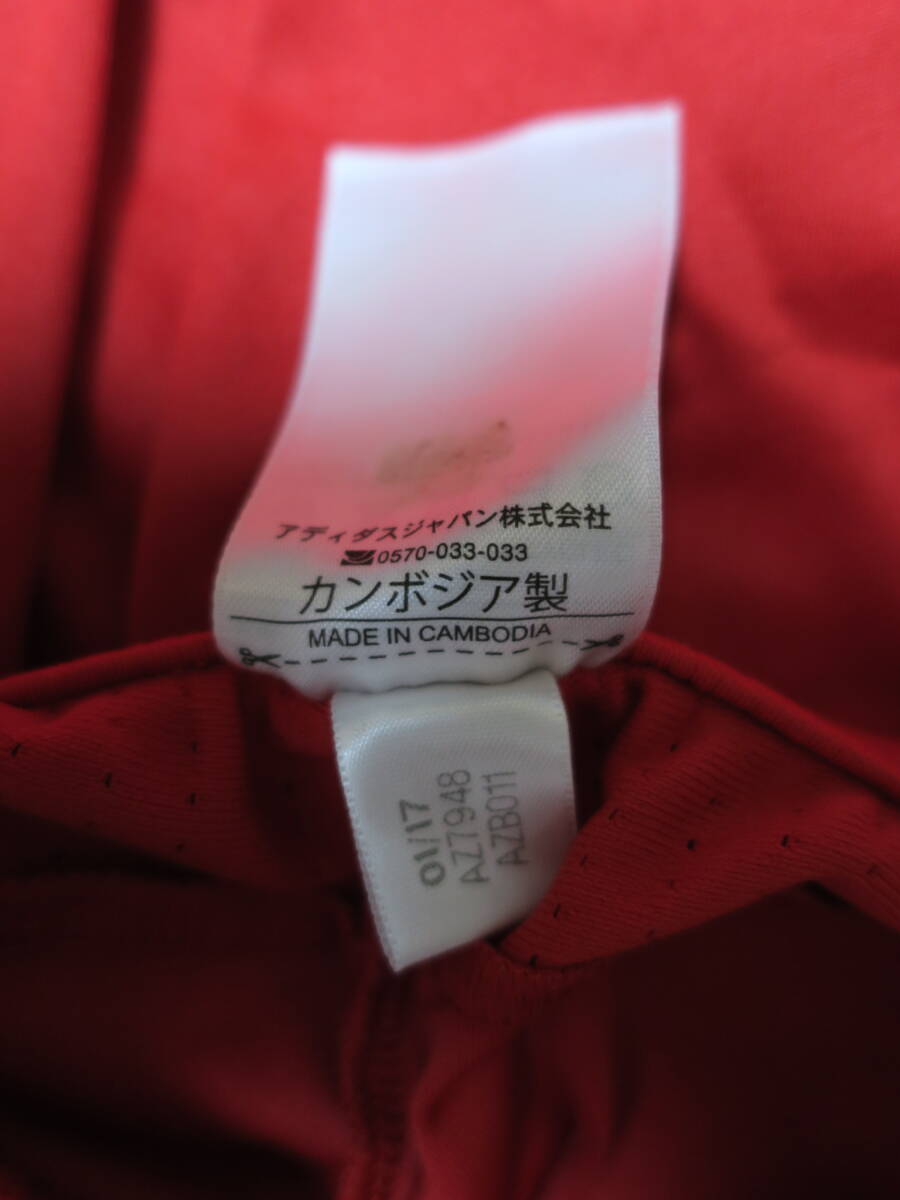 アディダスジャパン株式会社
0570-033-033
カンボジア製
MADE IN CAMBODIA
01/17
AZ7948
AZB011